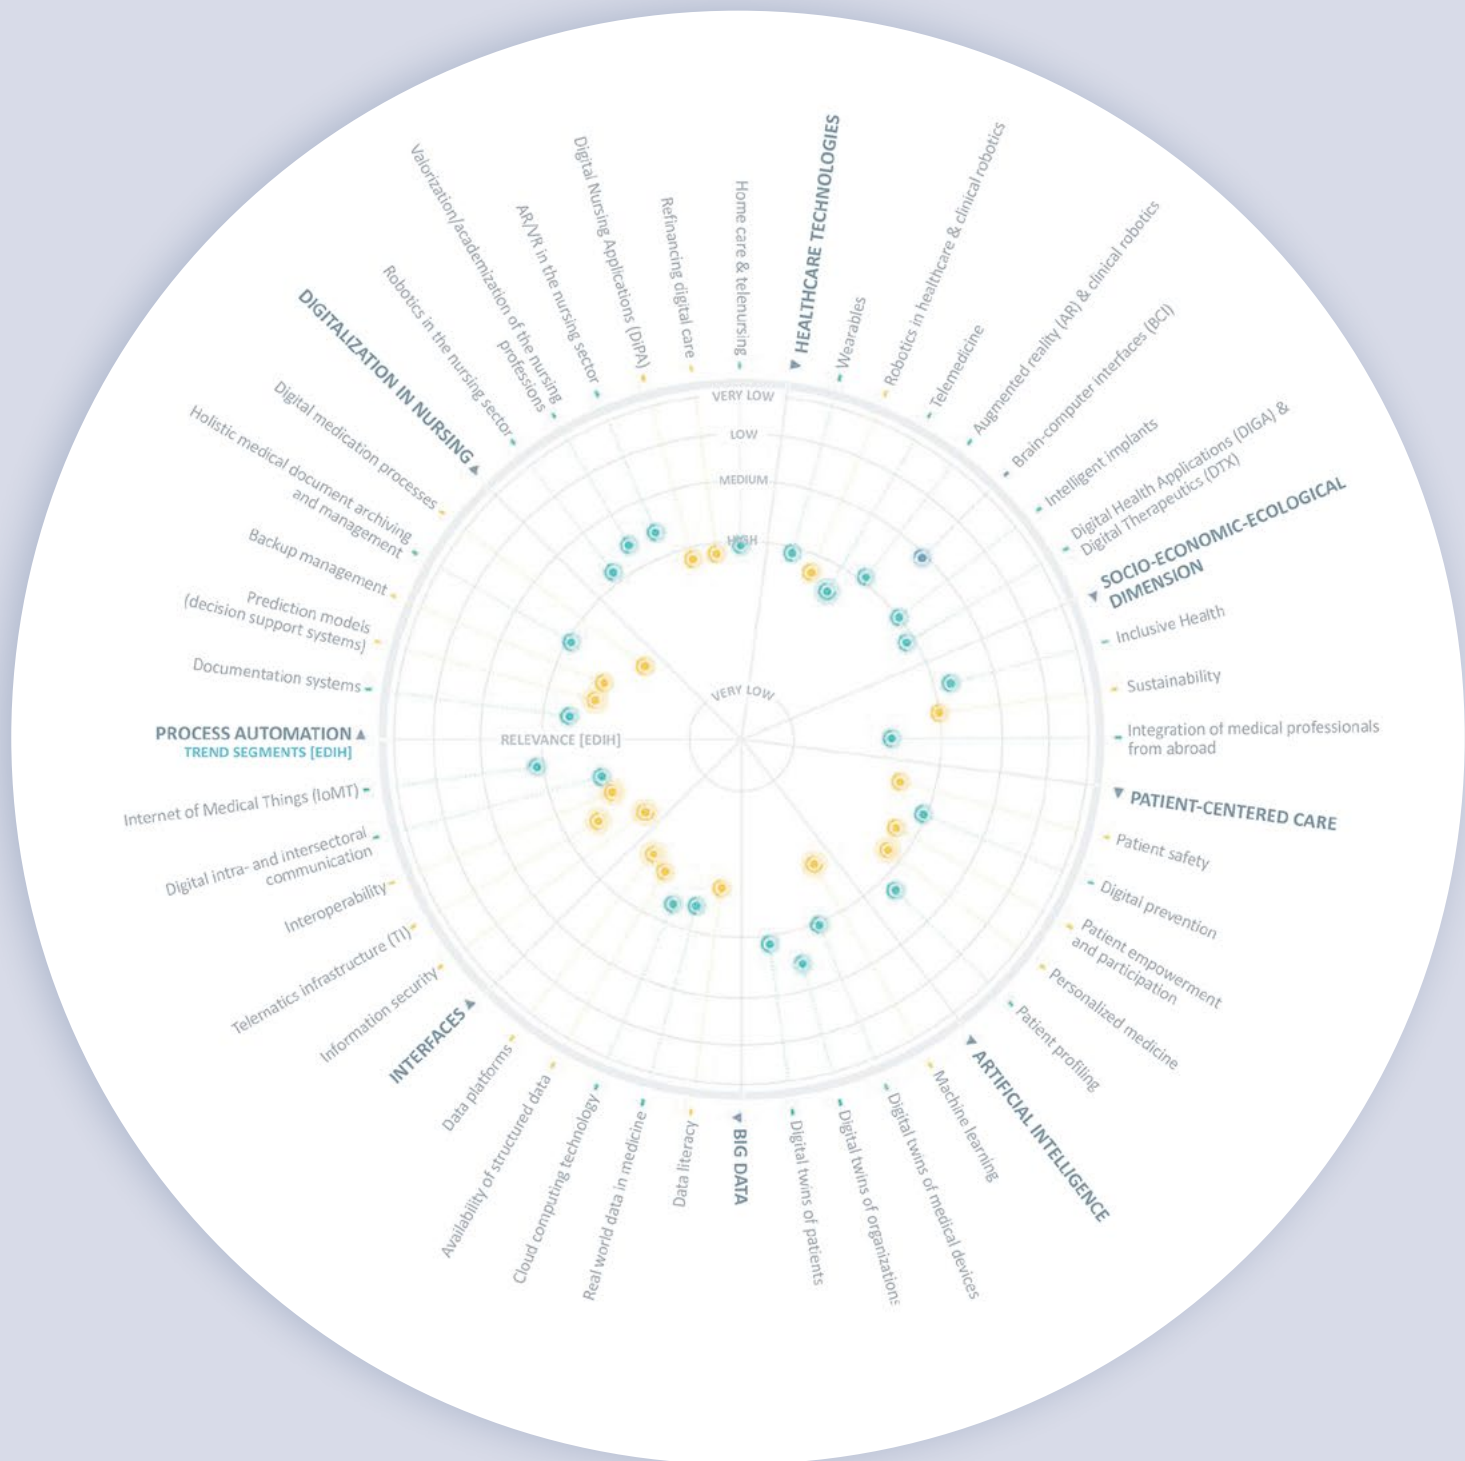 HEALTHCARE TECHNOLOGIES
Wearables
Robotics in healthcare & clinical robotics
Telemedicine
Augmented reality (AR) & clinical robotics
Brain-computer interfaces (BCI)
Intelligent implants
Digital Health Applications (DIGA) &
Digital Therapeutics (DTX)
SOCIO-ECONOMIC-ECOLOGICAL
DIMENSION
Inclusive Health
Sustainability
Integration of medical professionals
from abroad
PATIENT-CENTERED CARE
Patient safety
Digital prevention
Patient empowerment
and participation
Personalized medicine
Patient profiling
ARTIFICIAL INTELLIGENCE
Machine learning
Digital twins of medical devices
Digital twins of organizations
Digital twins of patients
BIG DATA
Data literacy
Real world data in medicine
Cloud computing technology
Availability of structured data
Data platforms
INTERFACES
Information security
Telematics infrastructure (TI)
Interoperability
Digital intra- and intersectoral
communication
Internet of Medical Things (IoMT)
PROCESS AUTOMATION
TREND SEGMENTS [EDIH]
Documentation systems
Prediction models
(decision support systems)
Backup management
Holistic medical document archiving
and management
Digital medication processes
DIGITALIZATION IN NURSING
Robotics in the nursing sector
Valorization/academization of the nursing
professions
AR/VR in the nursing sector
Digital Nursing Applications (DiPA)
Refinancing digital care
Home care & telenursing
VERY LOW
LOW
MEDIUM
HIGH
VERY LOW
RELEVANCE [EDIH]